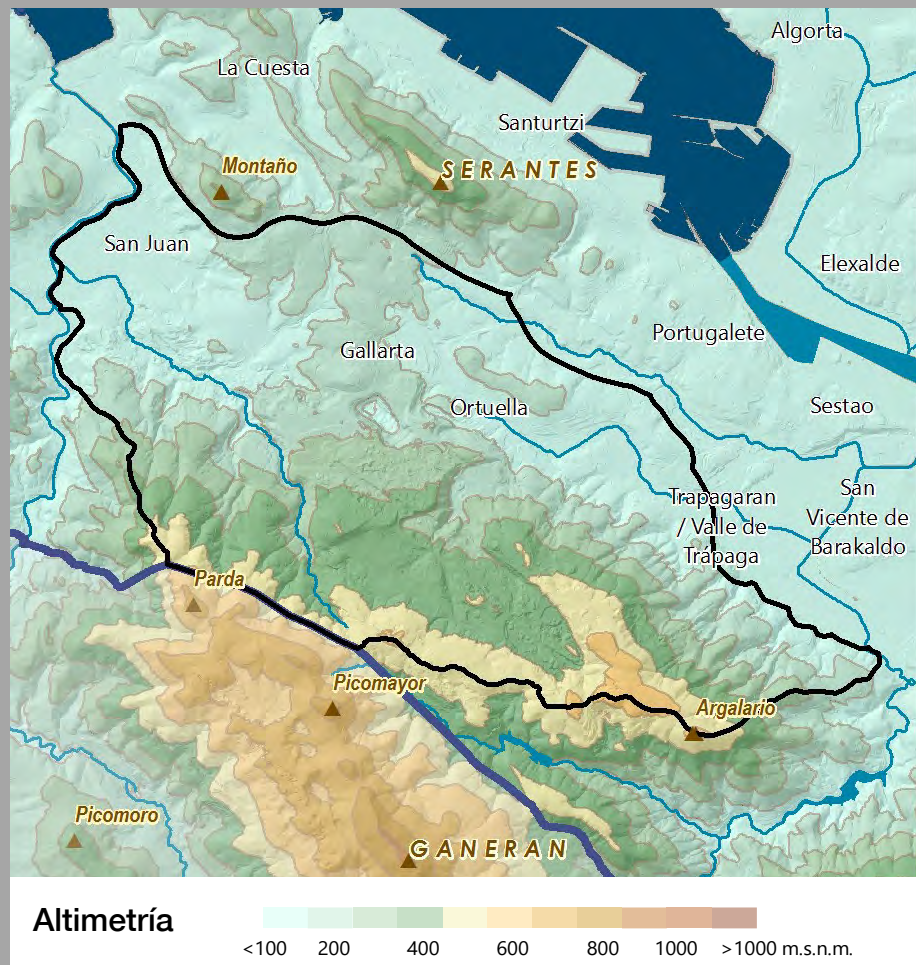 Algorta
La Cuesta
Santurtzi
Montaño
SERANTES
San Juan
Elexalde
Portugalete
Gallarta
Ortuella
Sestao
Trapagaran
/ Valle de
Trápaga
San
Vicente de
Barakaldo
Parda
Picomayor
Argalario
Picomoro
GANERAN
Altimetría
<100 200 400 600 800 1000 >1000 m.s.n.m.